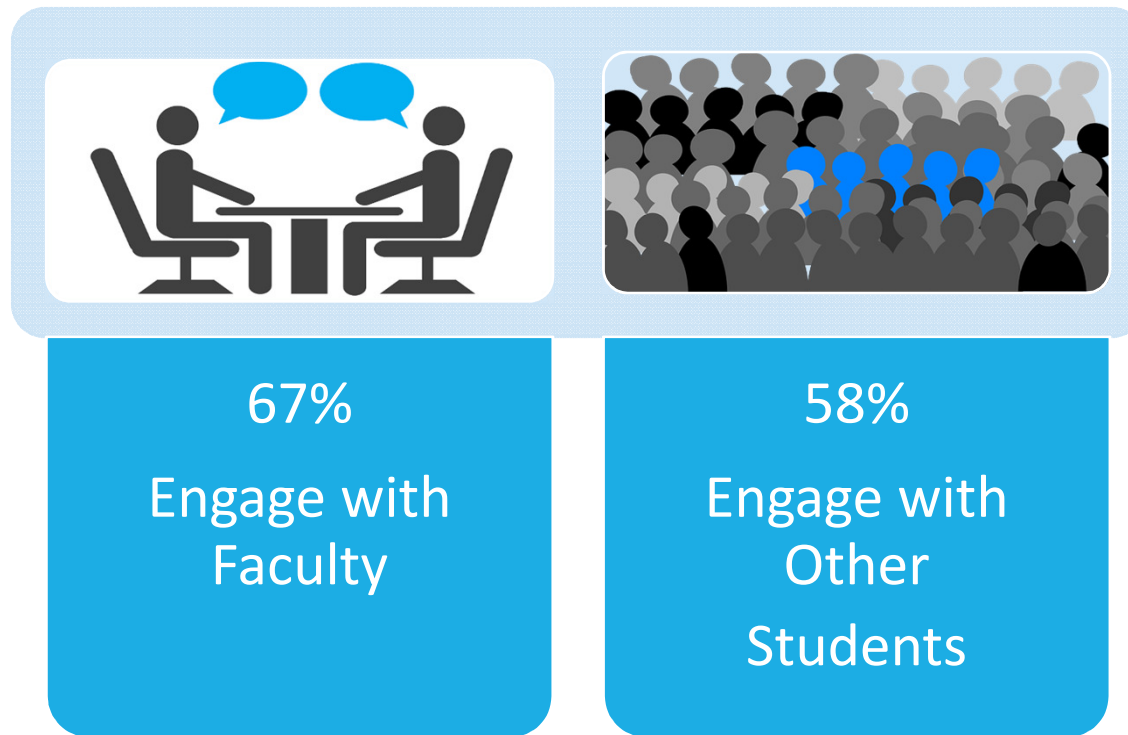 67%
Engage with
Faculty
58%
Engage with
Other
Students